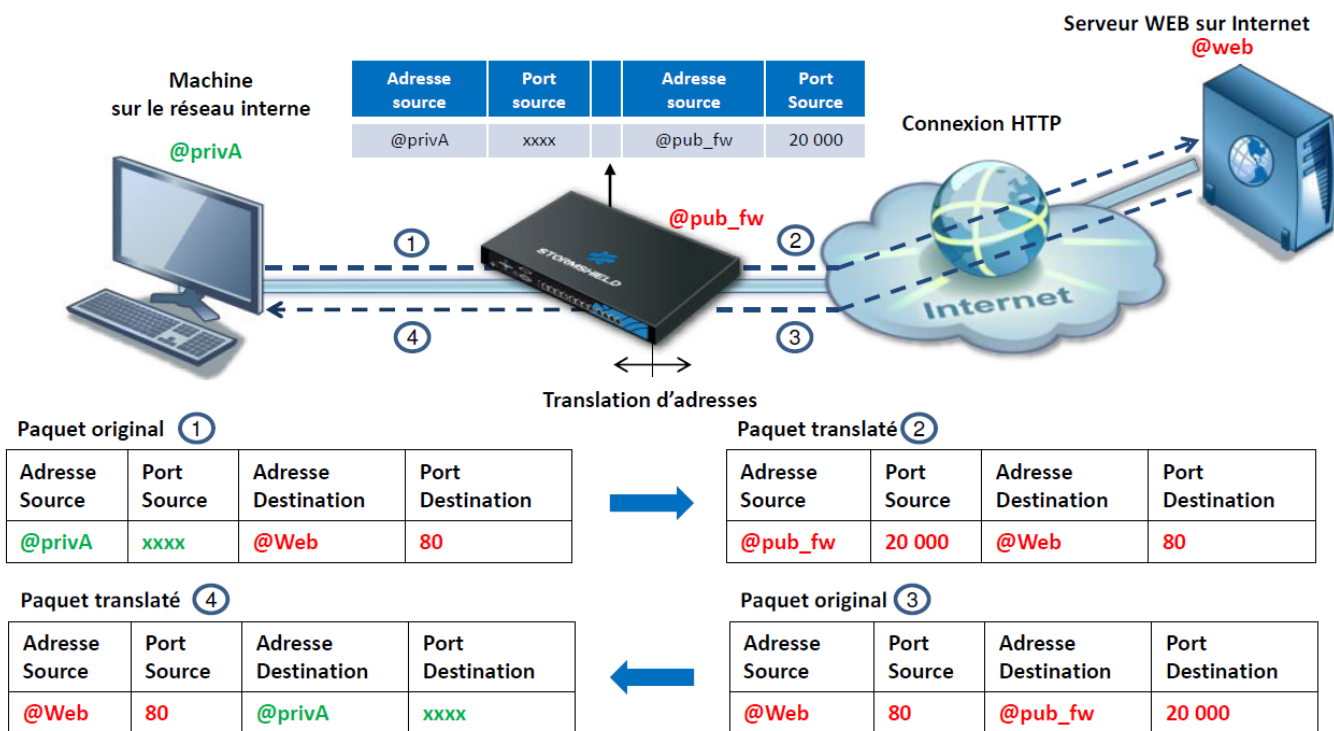 Serveur WEB sur Internet
@web
Machine
sur le réseau interne
@privA
Adresse source | Port source | | Adresse source | Port Source
@privA | xxxx | | @pub_fw | 20 000
Connexion HTTP
@pub_fw
1
2
STORMSHIELD
Internet
4
3
Translation d'adresses
Paquet original 1
Adresse Source | Port Source | Adresse Destination | Port Destination
@privA | xxxx | @Web | 80
Paquet translaté 2
Adresse Source | Port Source | Adresse Destination | Port Destination
@pub_fw | 20 000 | @Web | 80
Paquet translaté 4
Adresse Source | Port Source | Adresse Destination | Port Destination
@Web | 80 | @privA | xxxx
Paquet original 3
Adresse Source | Port Source | Adresse Destination | Port Destination
@Web | 80 | @pub_fw | 20 000